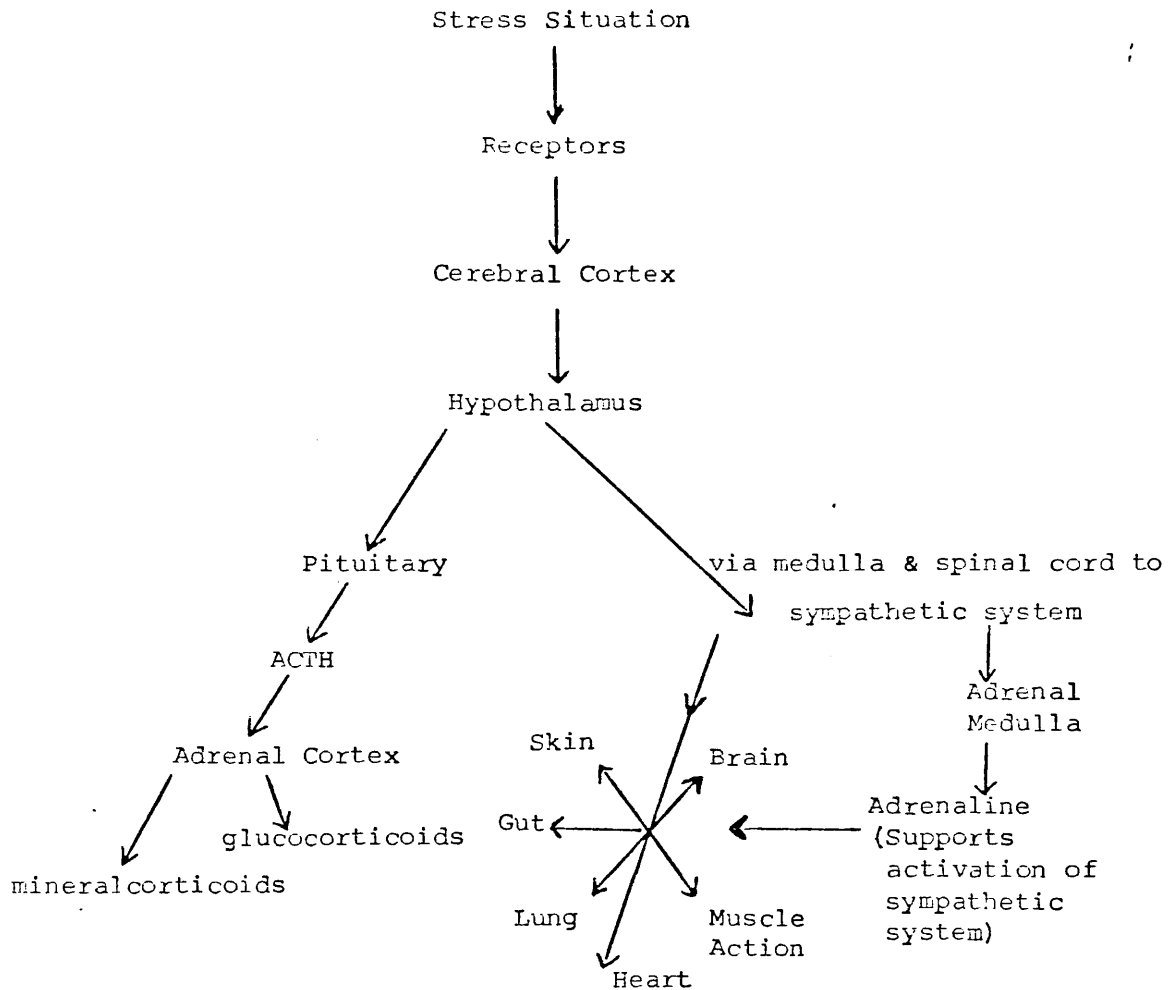 Stress Situation
Receptors
Cerebral Cortex
Hypothalamus
Pituitary
via medulla & spinal cord to
sympathetic system
ACTH
Adrenal
Medulla
Adrenal Cortex
Skin
Brain
glucocorticoids
Gut
Adrenaline
(Supports
activation of
sympathetic
system)
mineralcorticoids
Lung
Muscle
Action
Heart